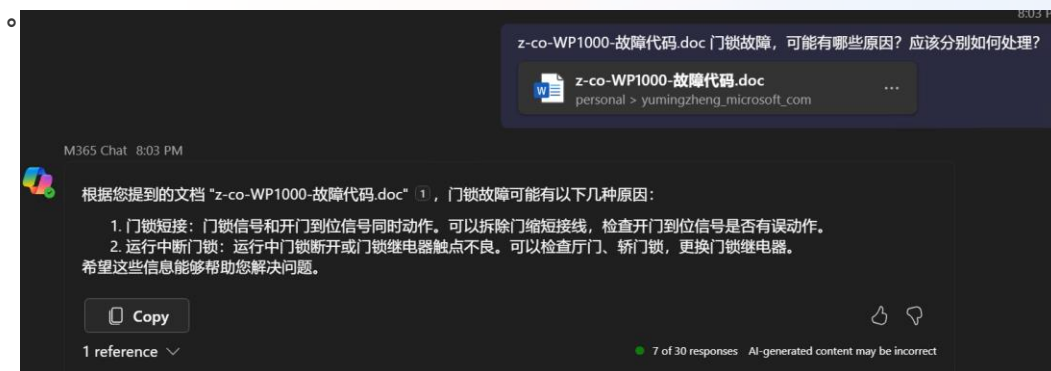 8:03 P
z-co-WP1000-故障代码.doc 门锁故障，可能有哪些原因？应该分别如何处理？
z-co-WP1000-故障代码.doc
personal > yumingzheng_microsoft_com
M365 Chat 8:03 PM
根据您提到的文档 "z-co-WP1000-故障代码.doc" 1，门锁故障可能有以下几种原因：
1. 门锁短接：门锁信号和开门到位信号同时动作。可以拆除门缩短接线，检查开门到位信号是否有误动作。
2. 运行中断门锁：运行中门锁断开或门锁继电器触点不良。可以检查厅门、轿门锁，更换门锁继电器。
希望这些信息能够帮助您解决问题。
Copy
1 reference
7 of 30 responses AI-generated content may be incorrect